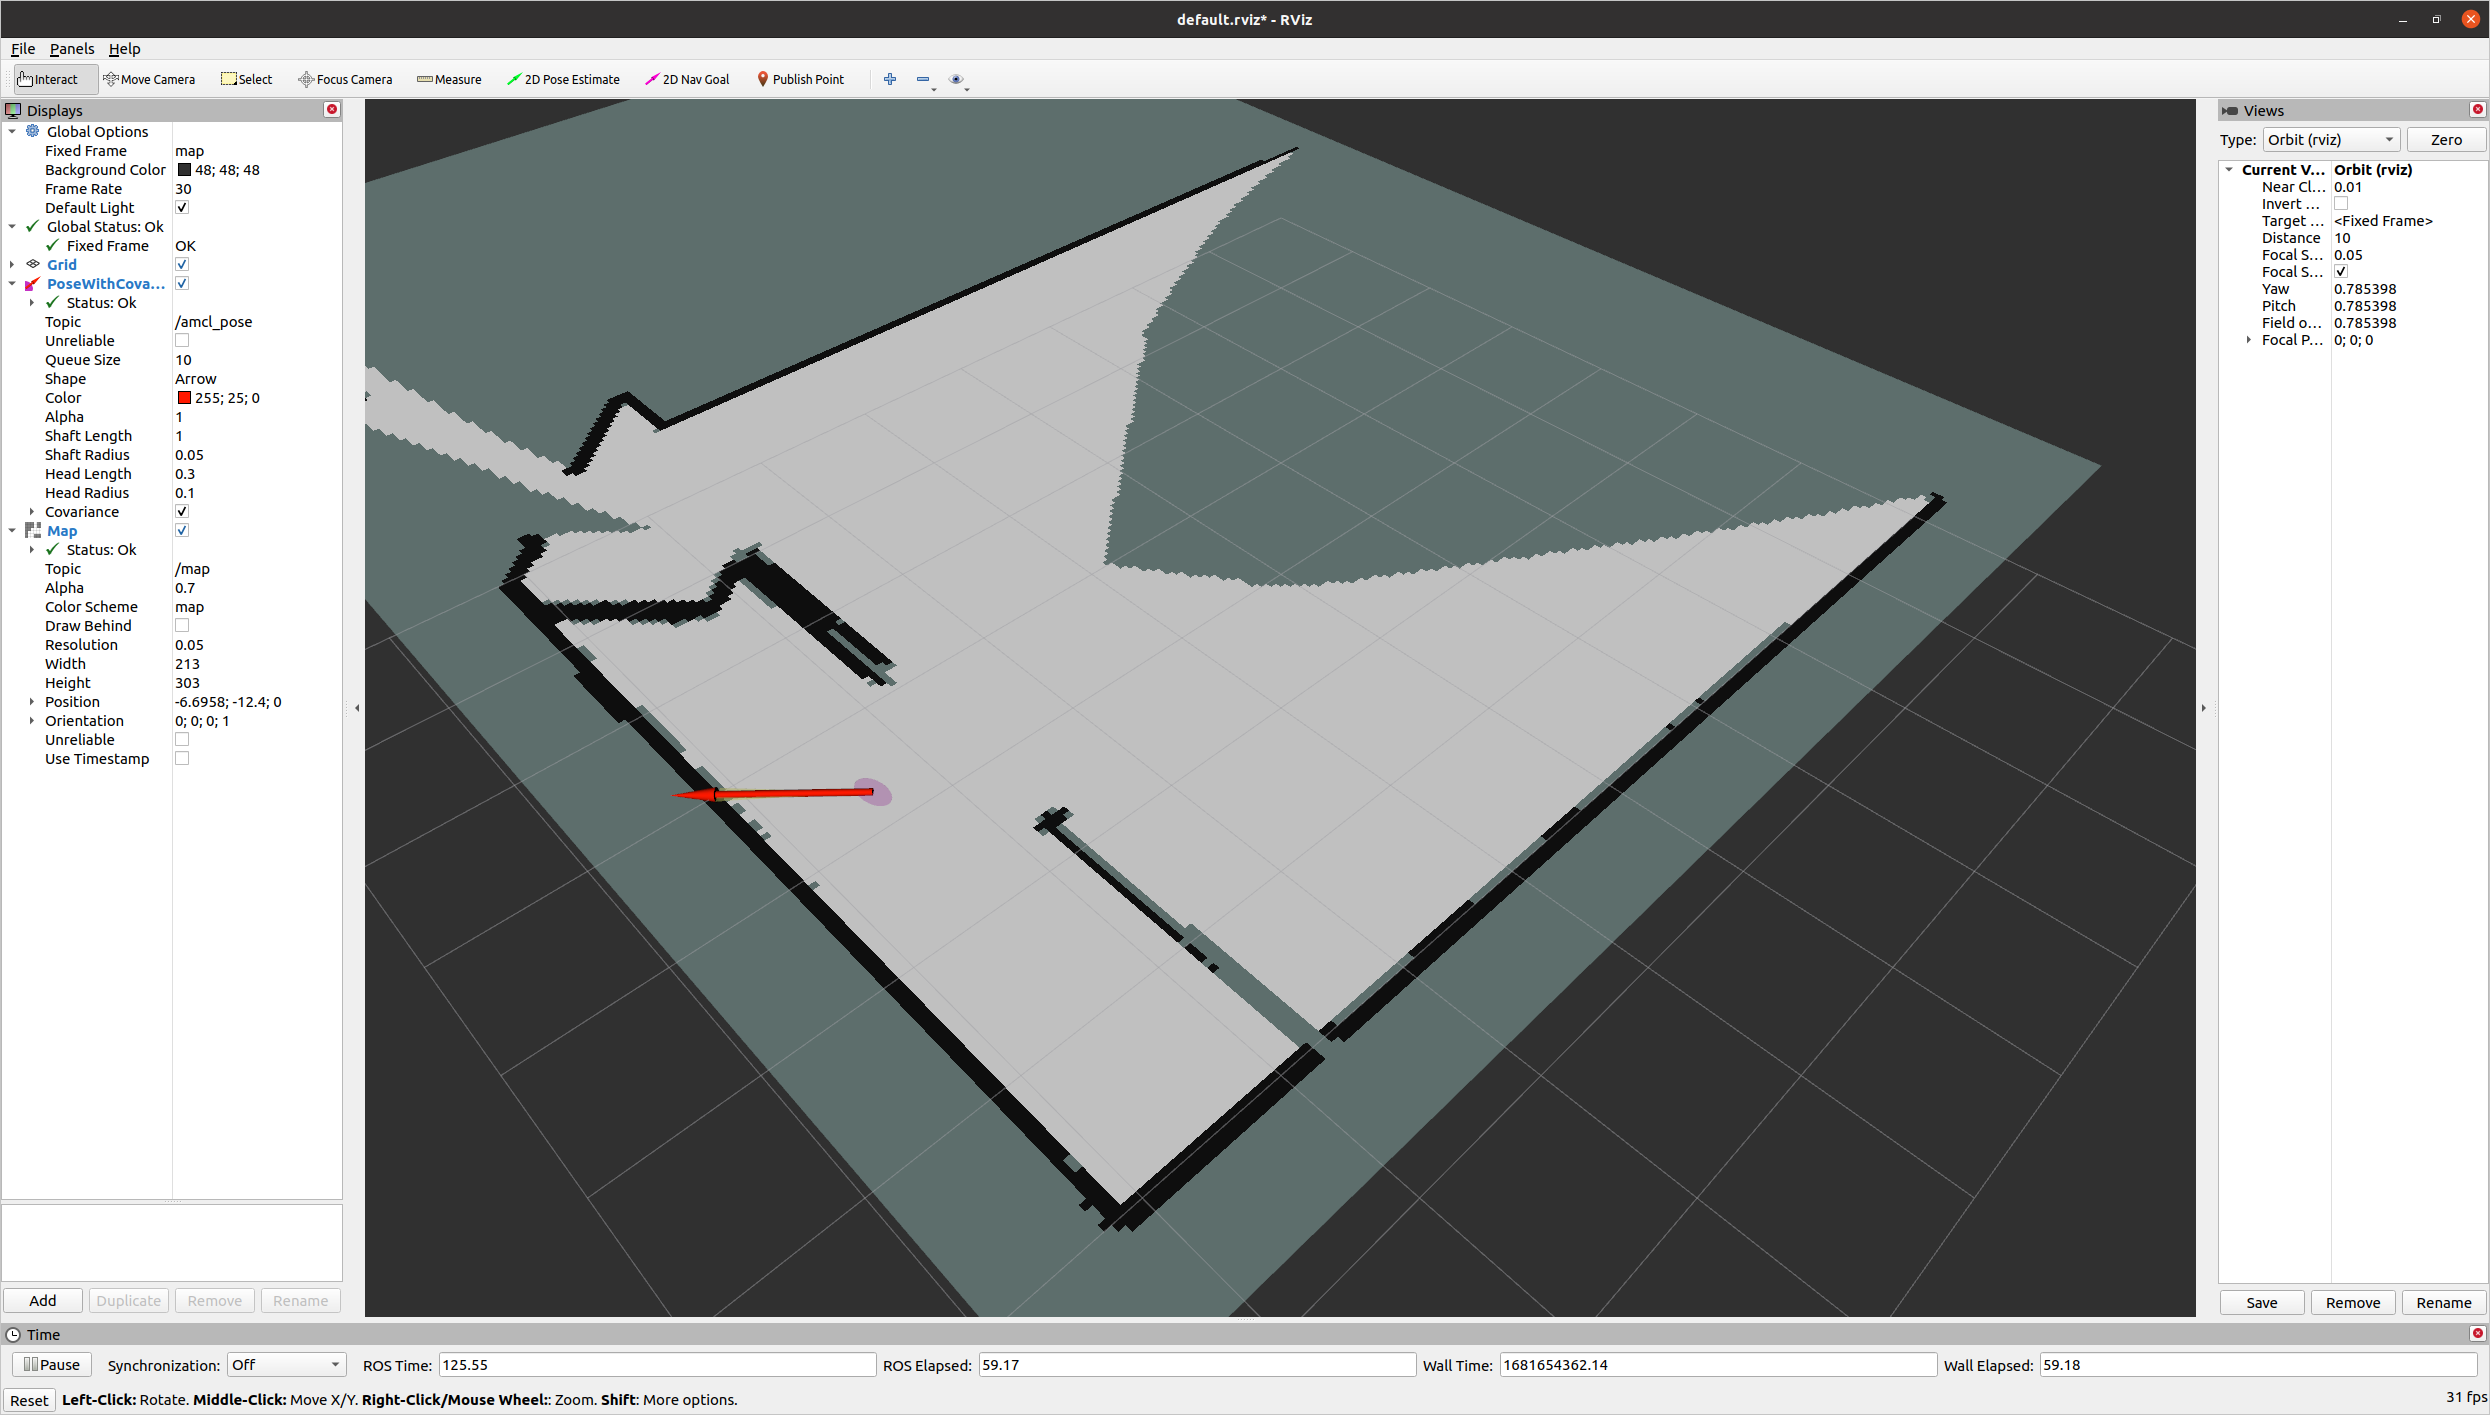 default.rviz* - RViz
File Panels Help
Interact Move Camera Select Focus Camera Measure 2D Pose Estimate 2D Nav Goal Publish Point
Displays
Global Options
Fixed Frame map
Background Color 48; 48; 48
Frame Rate 30
Default Light
Global Status: Ok
Fixed Frame OK
Grid
PoseWithCova...
Status: Ok
Topic /amcl_pose
Unreliable
Queue Size 10
Shape Arrow
Color 255; 25; 0
Alpha 1
Shaft Length 1
Shaft Radius 0.05
Head Length 0.3
Head Radius 0.1
Covariance
Map
Status: Ok
Topic /map
Alpha 0.7
Color Scheme map
Draw Behind
Resolution 0.05
Width 213
Height 303
Position -6.6958; -12.4; 0
Orientation 0; 0; 0; 1
Unreliable
Use Timestamp
Add Duplicate Remove Rename
Views
Type: Orbit (rviz) Zero
Current V... Orbit (rviz)
Near Cl... 0.01
Invert ...
Target ... <Fixed Frame>
Distance 10
Focal S... 0.05
Focal S...
Yaw 0.785398
Pitch 0.785398
Field o... 0.785398
Focal P... 0; 0; 0
Save Remove Rename
Time
Pause Synchronization: Off ROS Time: 125.55 ROS Elapsed: 59.17 Wall Time: 1681654362.14 Wall Elapsed: 59.18
Reset Left-Click: Rotate. Middle-Click: Move X/Y. Right-Click/Mouse Wheel:: Zoom. Shift: More options. 31 fps